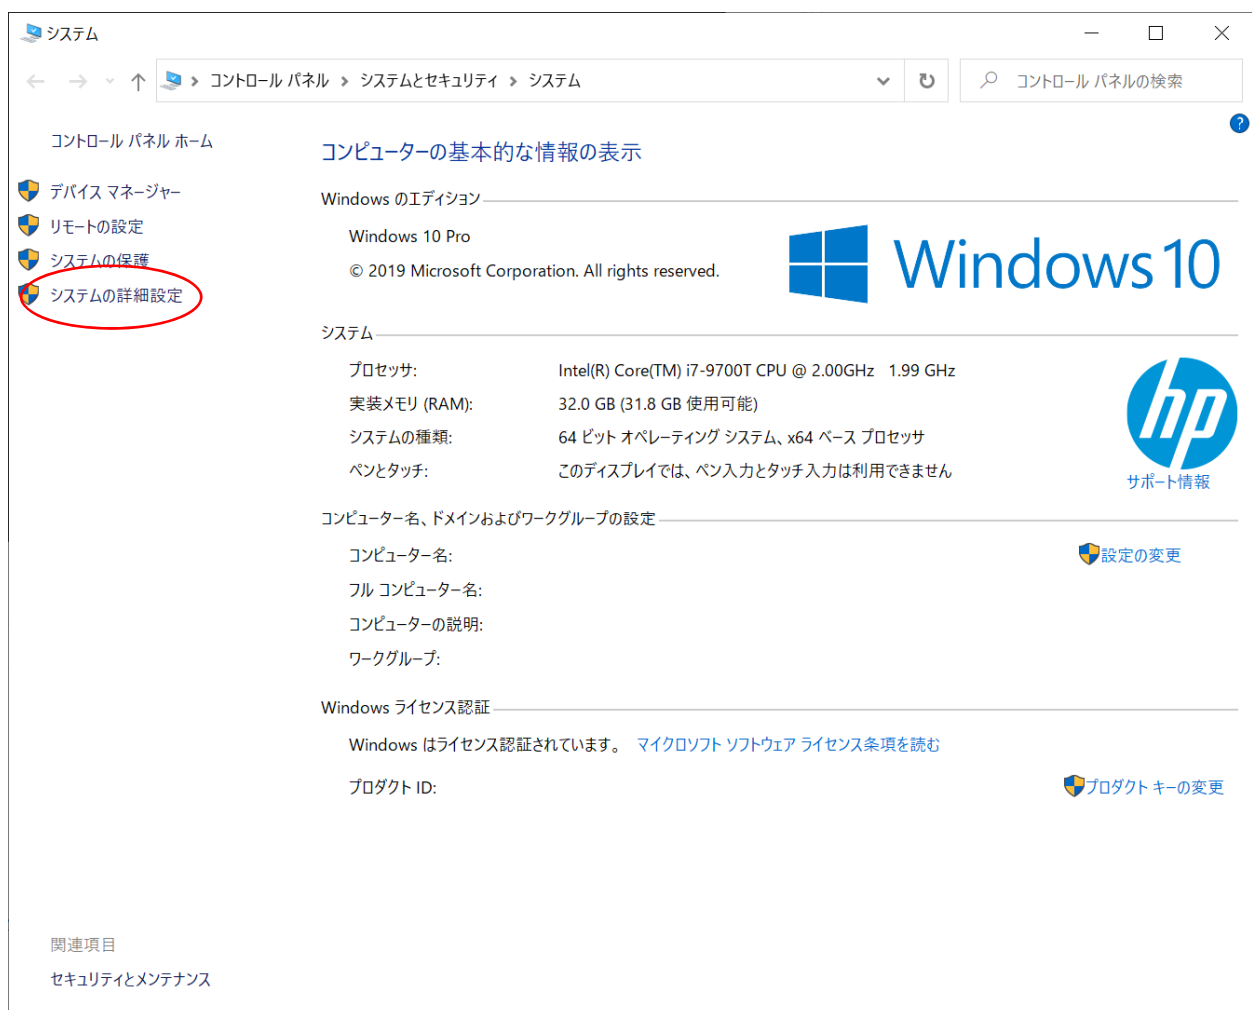 システム
コントロール パネル > システムとセキュリティ > システム
コントロール パネルの検索
?
コントロール パネル ホーム
デバイス マネージャー
リモートの設定
システムの保護
システムの詳細設定
コンピューターの基本的な情報の表示
Windows のエディション
Windows 10 Pro
© 2019 Microsoft Corporation. All rights reserved.
Windows 10
システム
プロセッサ: Intel(R) Core(TM) i7-9700T CPU @ 2.00GHz 1.99 GHz
実装メモリ (RAM): 32.0 GB (31.8 GB 使用可能)
システムの種類: 64 ビット オペレーティング システム、x64 ベース プロセッサ
ペンとタッチ: このディスプレイでは、ペン入力とタッチ入力は利用できません
hp
サポート情報
コンピューター名、ドメインおよびワークグループの設定
コンピューター名: 設定の変更
フル コンピューター名:
コンピューターの説明:
ワークグループ:
Windows ライセンス認証
Windows はライセンス認証されています。 マイクロソフト ソフトウェア ライセンス条項を読む
プロダクト ID: プロダクト キーの変更
関連項目
セキュリティとメンテナンス